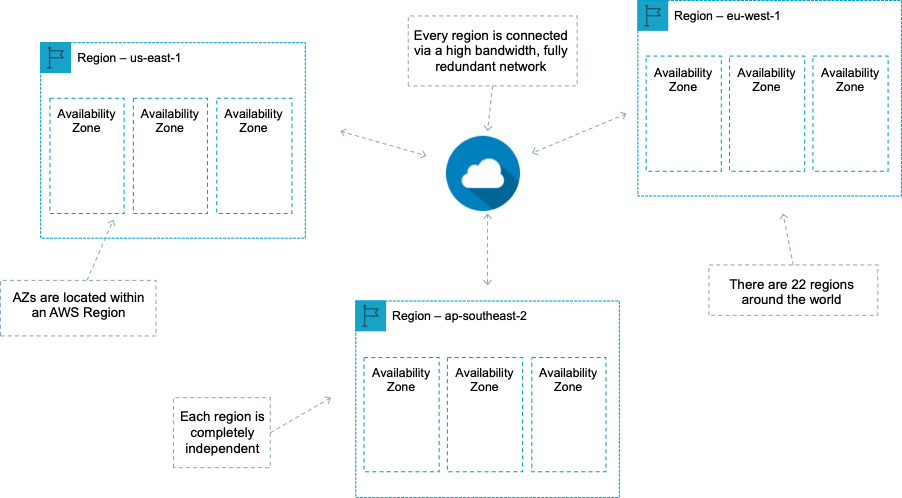 Region – eu-west-1
Every region is connected
via a high bandwidth, fully
redundant network
Region – us-east-1
Availability
Zone
Availability
Zone
Availability
Zone
Availability
Zone
Availability
Zone
Availability
Zone
AZs are located within
an AWS Region
There are 22 regions
around the world
Region – ap-southeast-2
Availability
Zone
Availability
Zone
Availability
Zone
Each region is
completely
independent